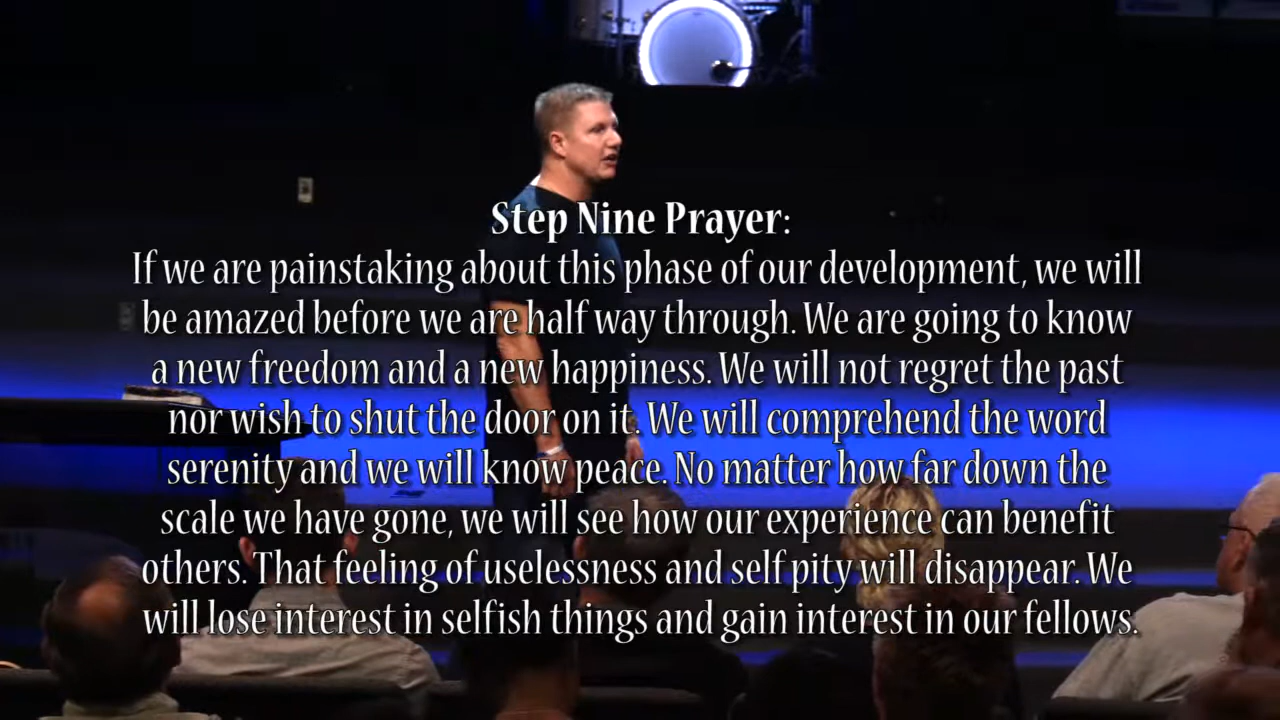 Step Nine Prayer:
If we are painstaking about this phase of our development, we will
be amazed before we are half way through. We are going to know
a new freedom and a new happiness. We will not regret the past
nor wish to shut the door on it. We will comprehend the word
serenity and we will know peace. No matter how far down the
scale we have gone, we will see how our experience can benefit
others. That feeling of uselessness and self pity will disappear. We
will lose interest in selfish things and gain interest in our fellows.